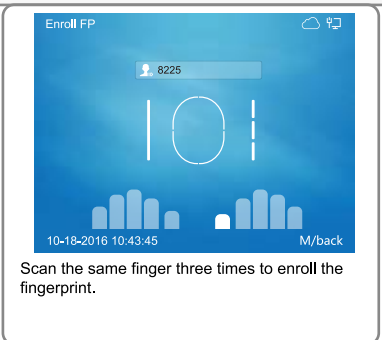 Enroll FP
8225
10-18-2016 10:43:45
M/back
Scan the same finger three times to enroll the
fingerprint.